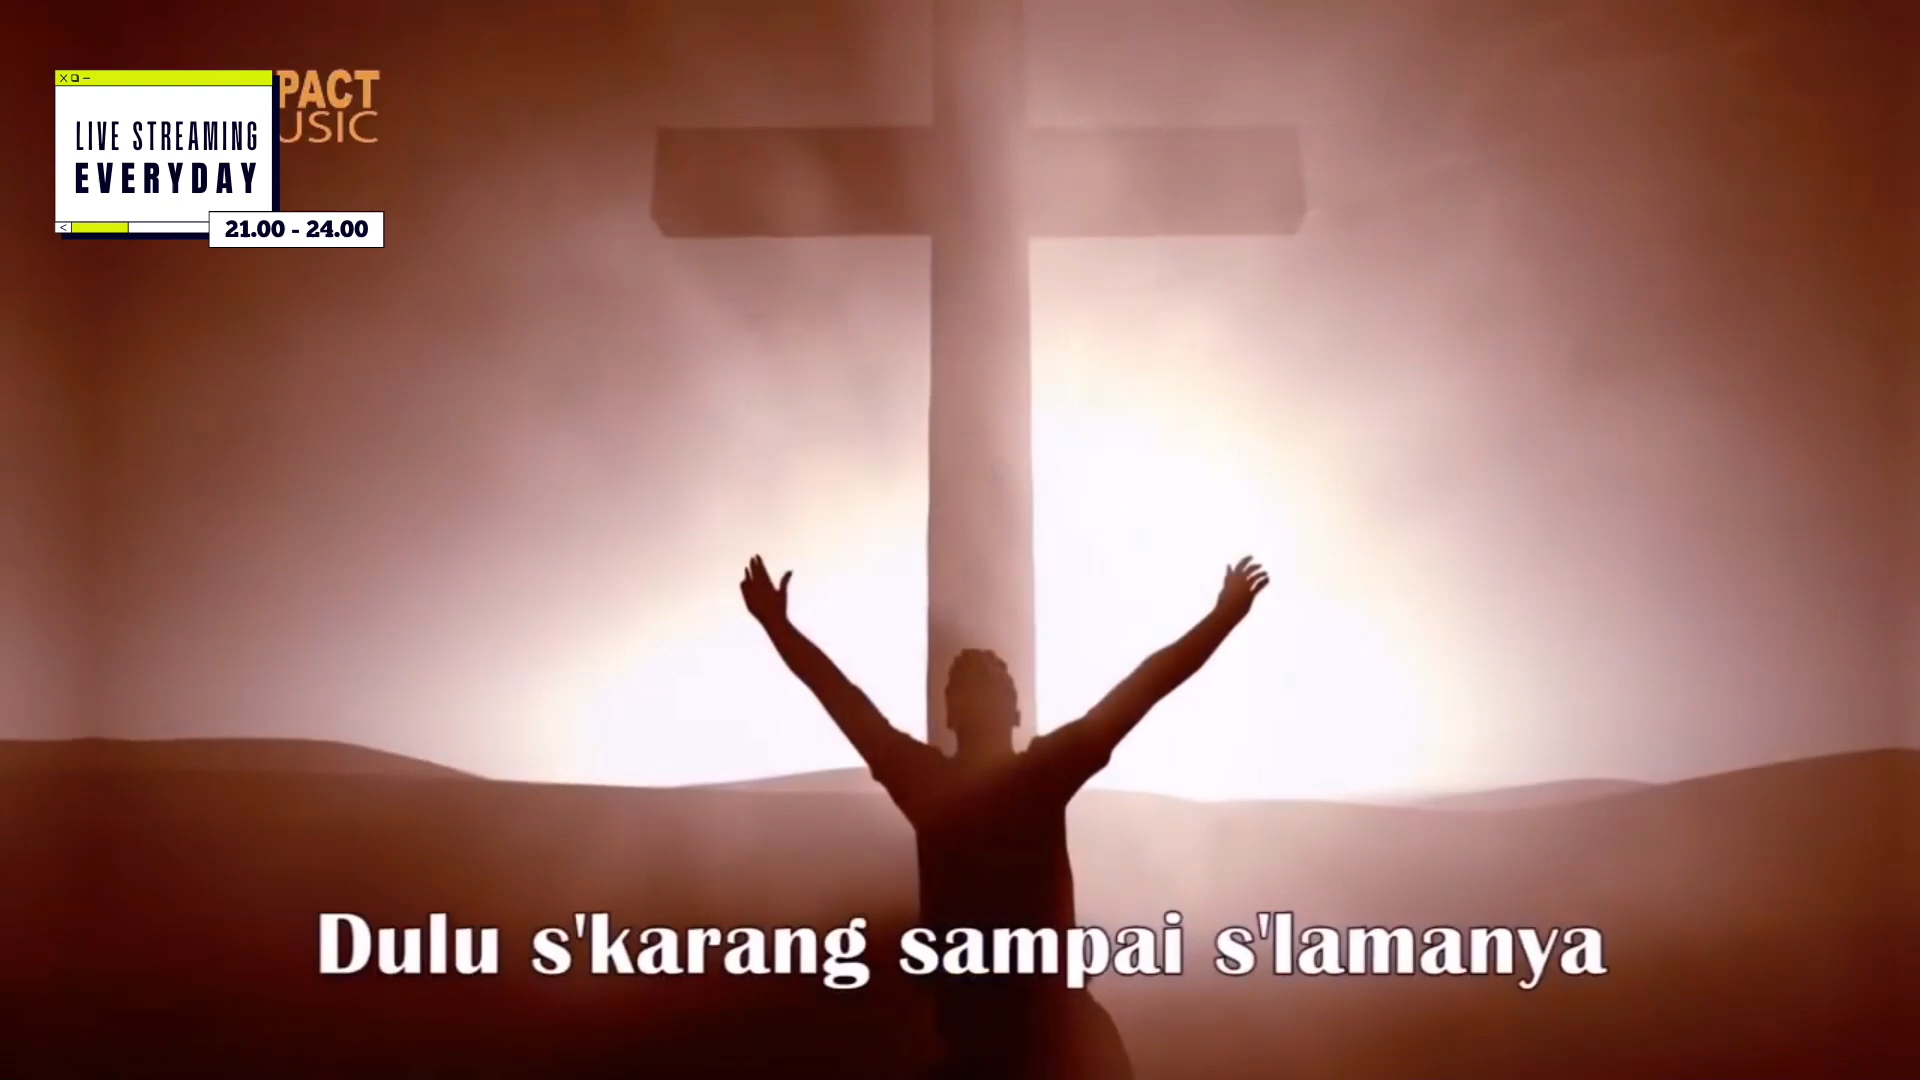 PACT
USIC
LIVE STREAMING
EVERYDAY
21.00 - 24.00
Dulu s'karang sampai s'lamanya